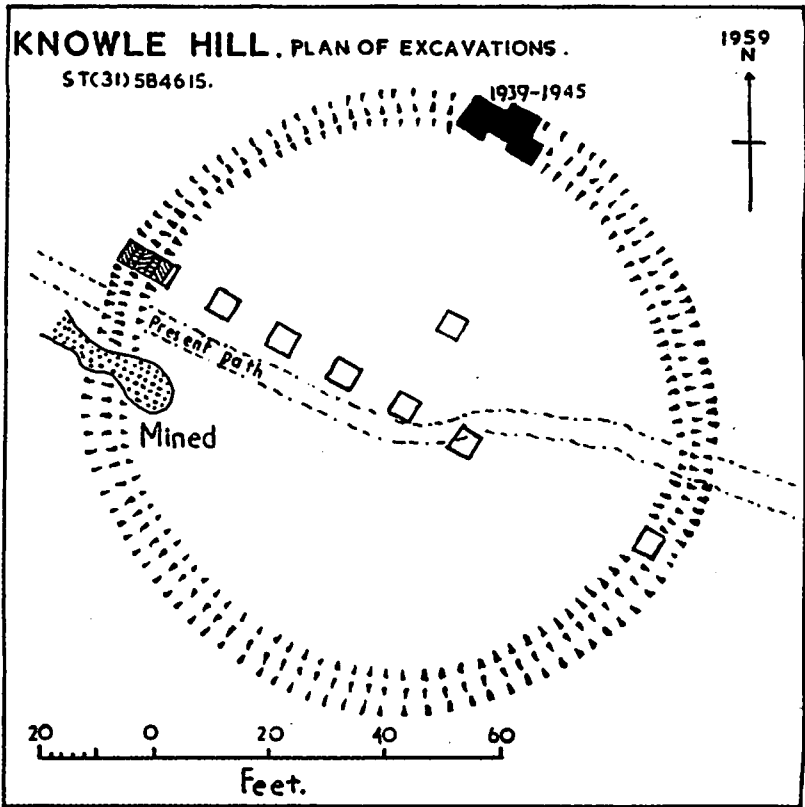 KNOWLE HILL. PLAN OF EXCAVATIONS.
ST(31)584615.
1959
N
1939-1945
Present path
Mined
20 0 20 40 60
Feet.